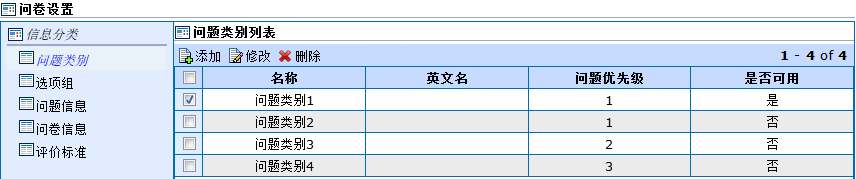 问卷设置
信息分类
问题类别
选项组
问题信息
问卷信息
评价标准
问题类别列表
添加 修改 删除 1 - 4 of 4
名称 英文名 问题优先级 是否可用
问题类别1 1 是
问题类别2 1 否
问题类别3 2 否
问题类别4 3 否